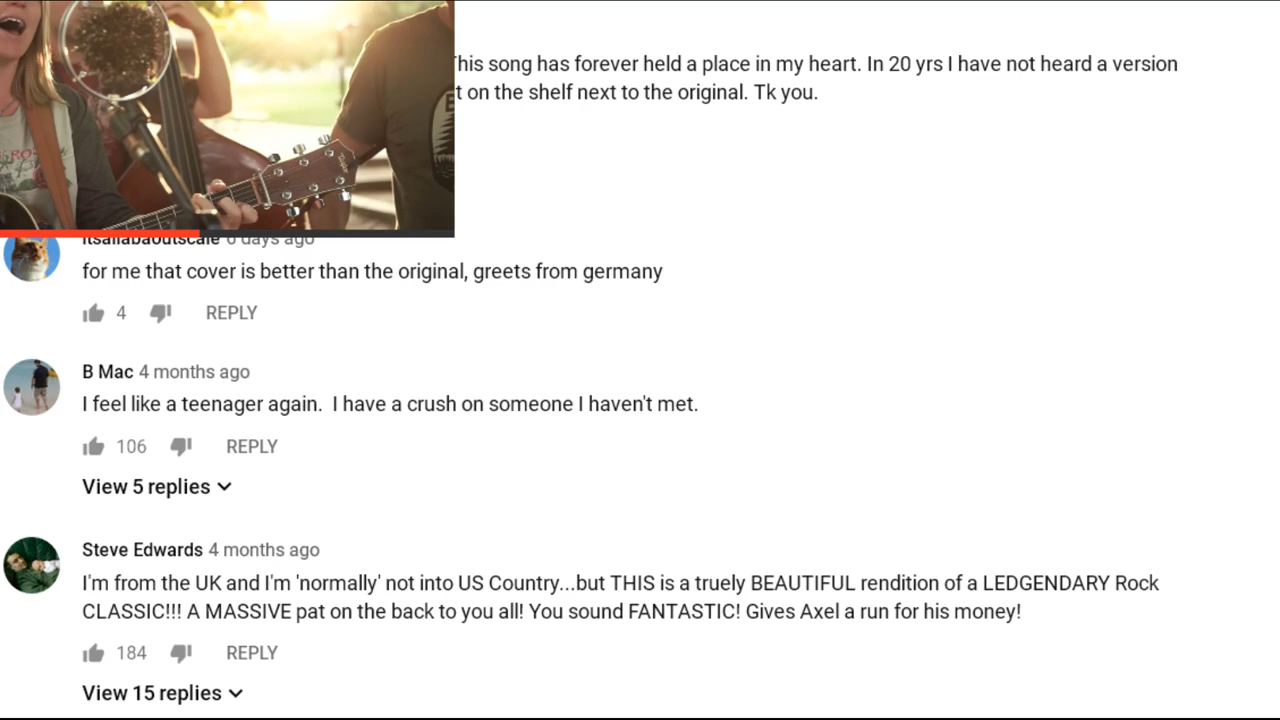 This song has forever held a place in my heart. In 20 yrs I have not heard a version
t on the shelf next to the original. Tk you.
itsallabaoutscale 6 days ago
for me that cover is better than the original, greets from germany
4 REPLY
B Mac 4 months ago
I feel like a teenager again. I have a crush on someone I haven't met.
106 REPLY
View 5 replies
Steve Edwards 4 months ago
I'm from the UK and I'm 'normally' not into US Country...but THIS is a truely BEAUTIFUL rendition of a LEDGENDARY Rock
CLASSIC!!! A MASSIVE pat on the back to you all! You sound FANTASTIC! Gives Axel a run for his money!
184 REPLY
View 15 replies